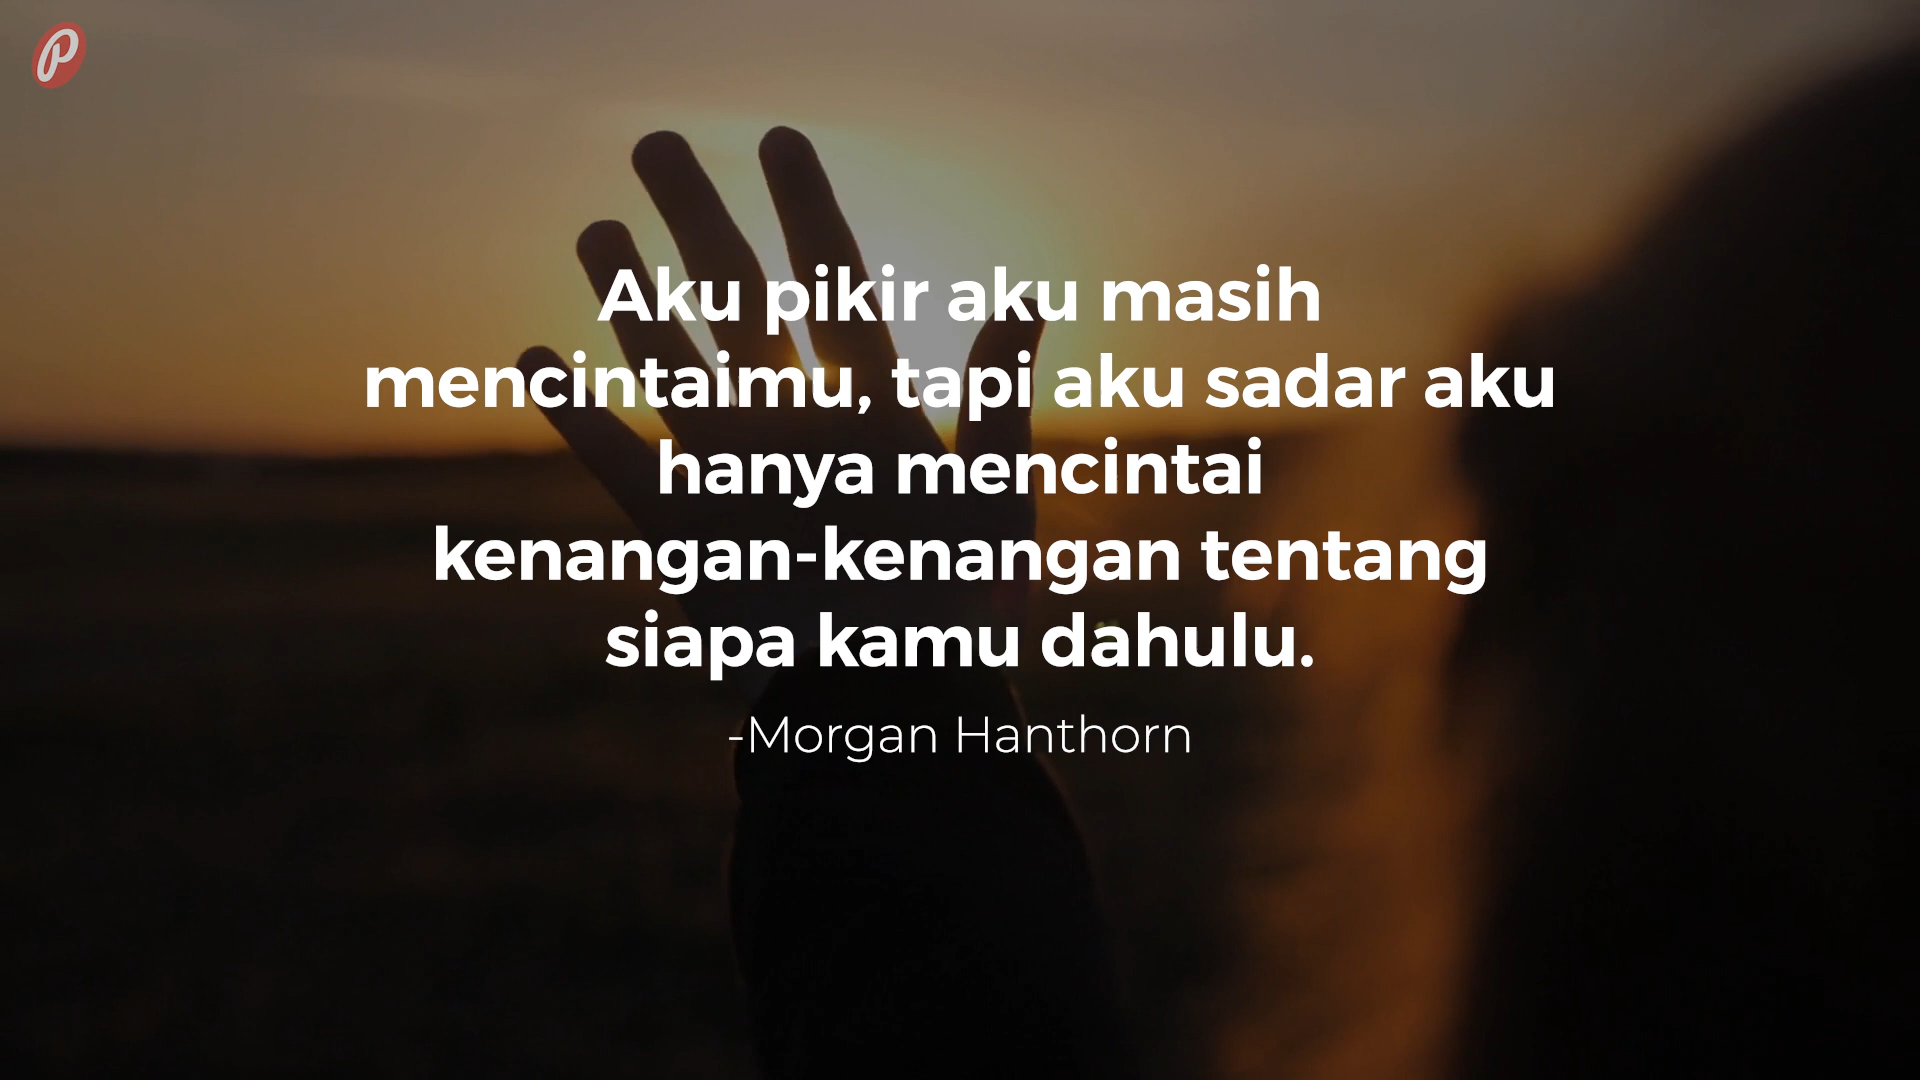 P
Aku pikir aku masih
mencintaimu, tapi aku sadar aku
hanya mencintai
kenangan-kenangan tentang
siapa kamu dahulu.
-Morgan Hanthorn